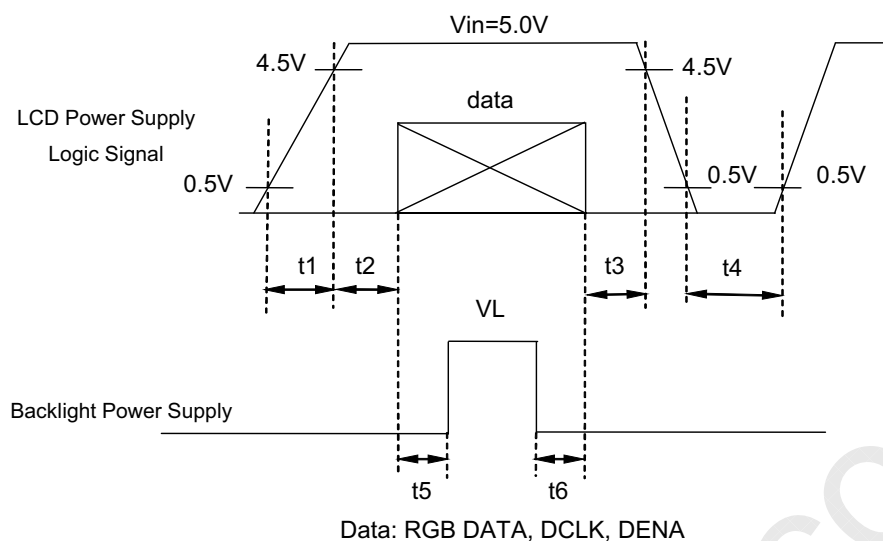 Vin=5.0V
4.5V
4.5V
data
LCD Power Supply
Logic Signal
0.5V
0.5V
0.5V
t1
t2
t3
t4
VL
Backlight Power Supply
t5
t6
Data: RGB DATA, DCLK, DENA